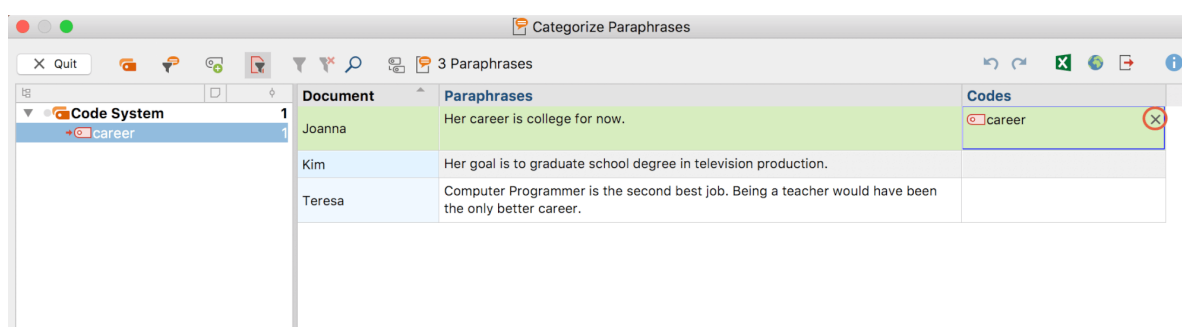 Categorize Paraphrases
X Quit
3 Paraphrases
Document Paraphrases Codes
Code System 1
career 1
Joanna Her career is college for now. career
Kim Her goal is to graduate school degree in television production.
Teresa Computer Programmer is the second best job. Being a teacher would have been
the only better career.